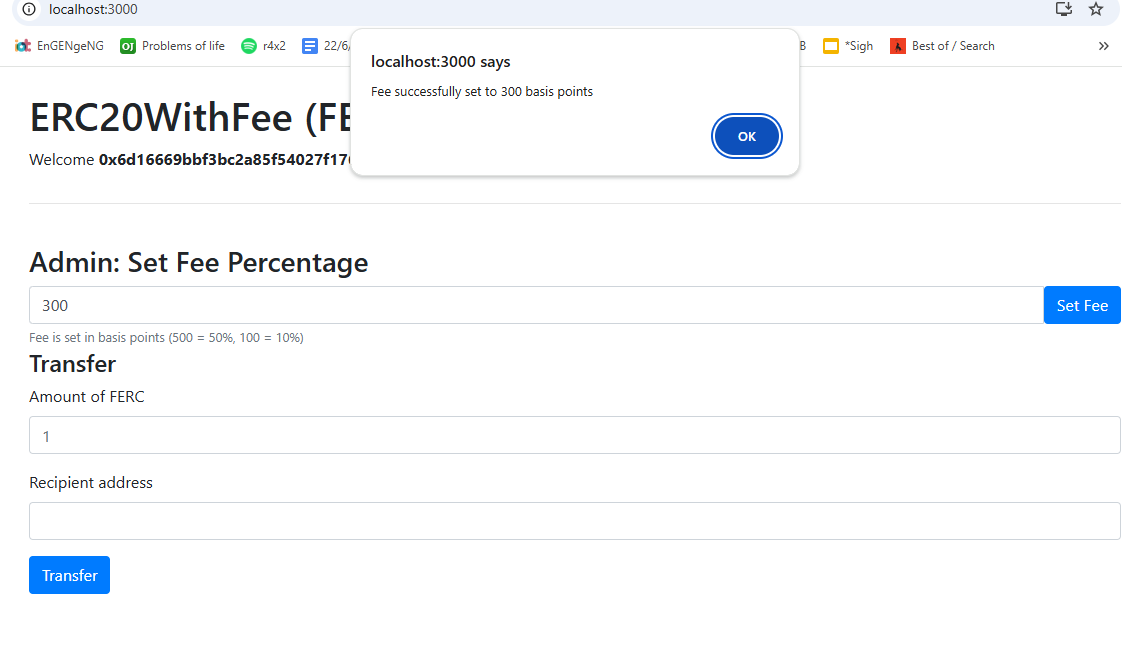 localhost:3000
EnGENgeNG Problems of life r4x2 22/6/ B *Sigh Best of / Search
localhost:3000 says
Fee successfully set to 300 basis points
OK
ERC20WithFee (FE
Welcome 0x6d16669bbf3bc2a85f54027f17
Admin: Set Fee Percentage
300
Set Fee
Fee is set in basis points (500 = 50%, 100 = 10%)
Transfer
Amount of FERC
1
Recipient address
Transfer